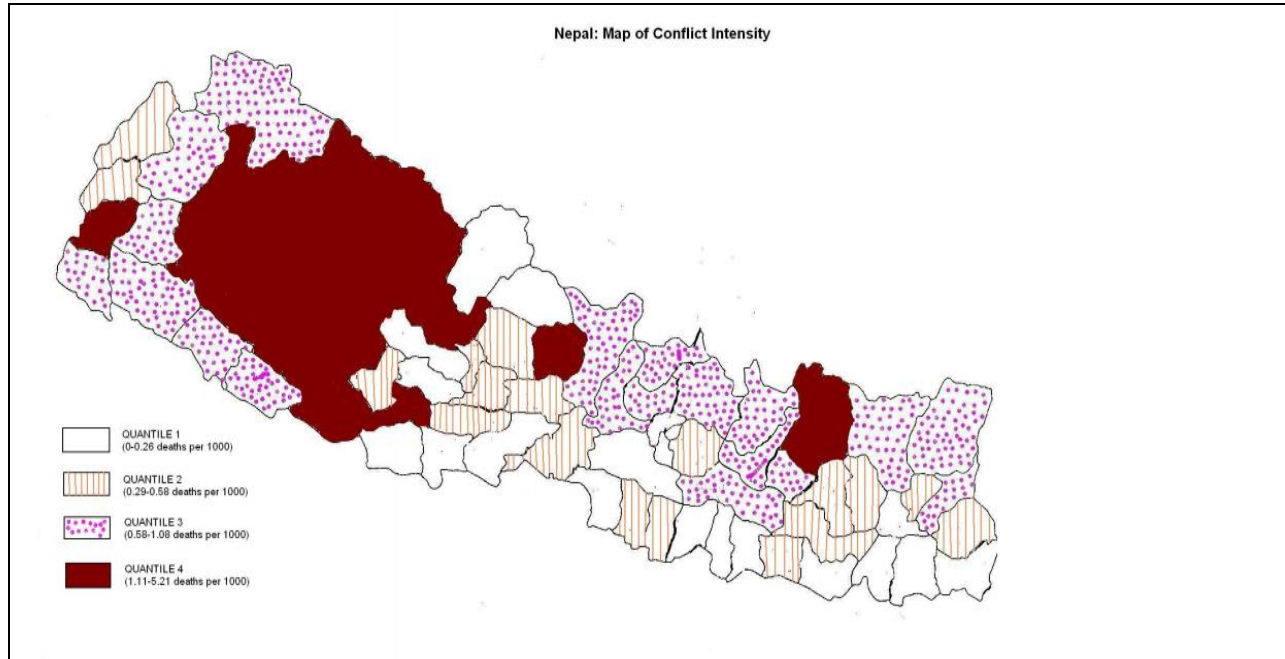 Nepal: Map of Conflict Intensity
QUANTILE 1
(0-0.26 deaths per 1000)
QUANTILE 2
(0.29-0.58 deaths per 1000)
QUANTILE 3
(0.58-1.08 deaths per 1000)
QUANTILE 4
(1.11-5.21 deaths per 1000)